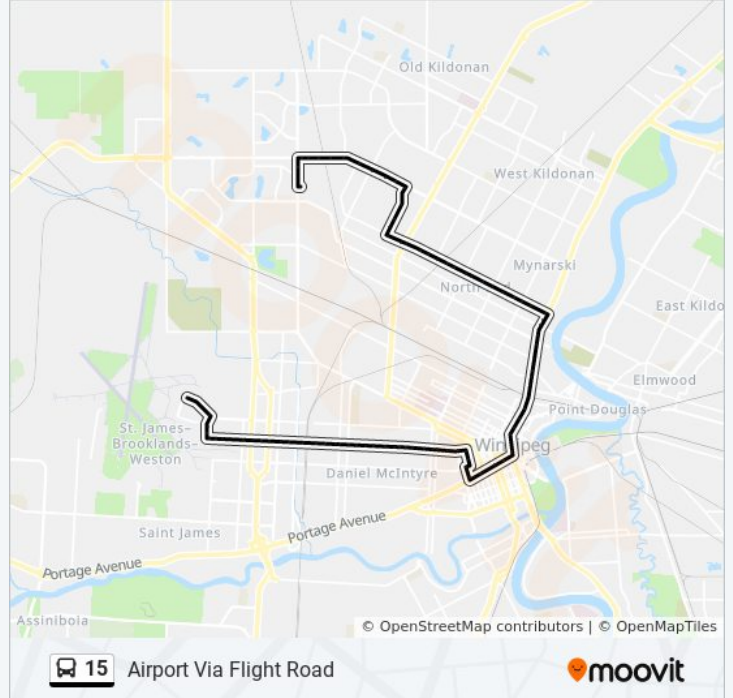 Old Kildonan
West Kildonan
Mynarski
North
East Kildo
Elmwood
Point Douglas
St. James-
Brooklands-
Weston
Winnipeg
Daniel McIntyre
Saint James
Portage Avenue
Portage Avenue
Assiniboia
© OpenStreetMap contributors | © OpenMapTiles
15 Airport Via Flight Road
moovit